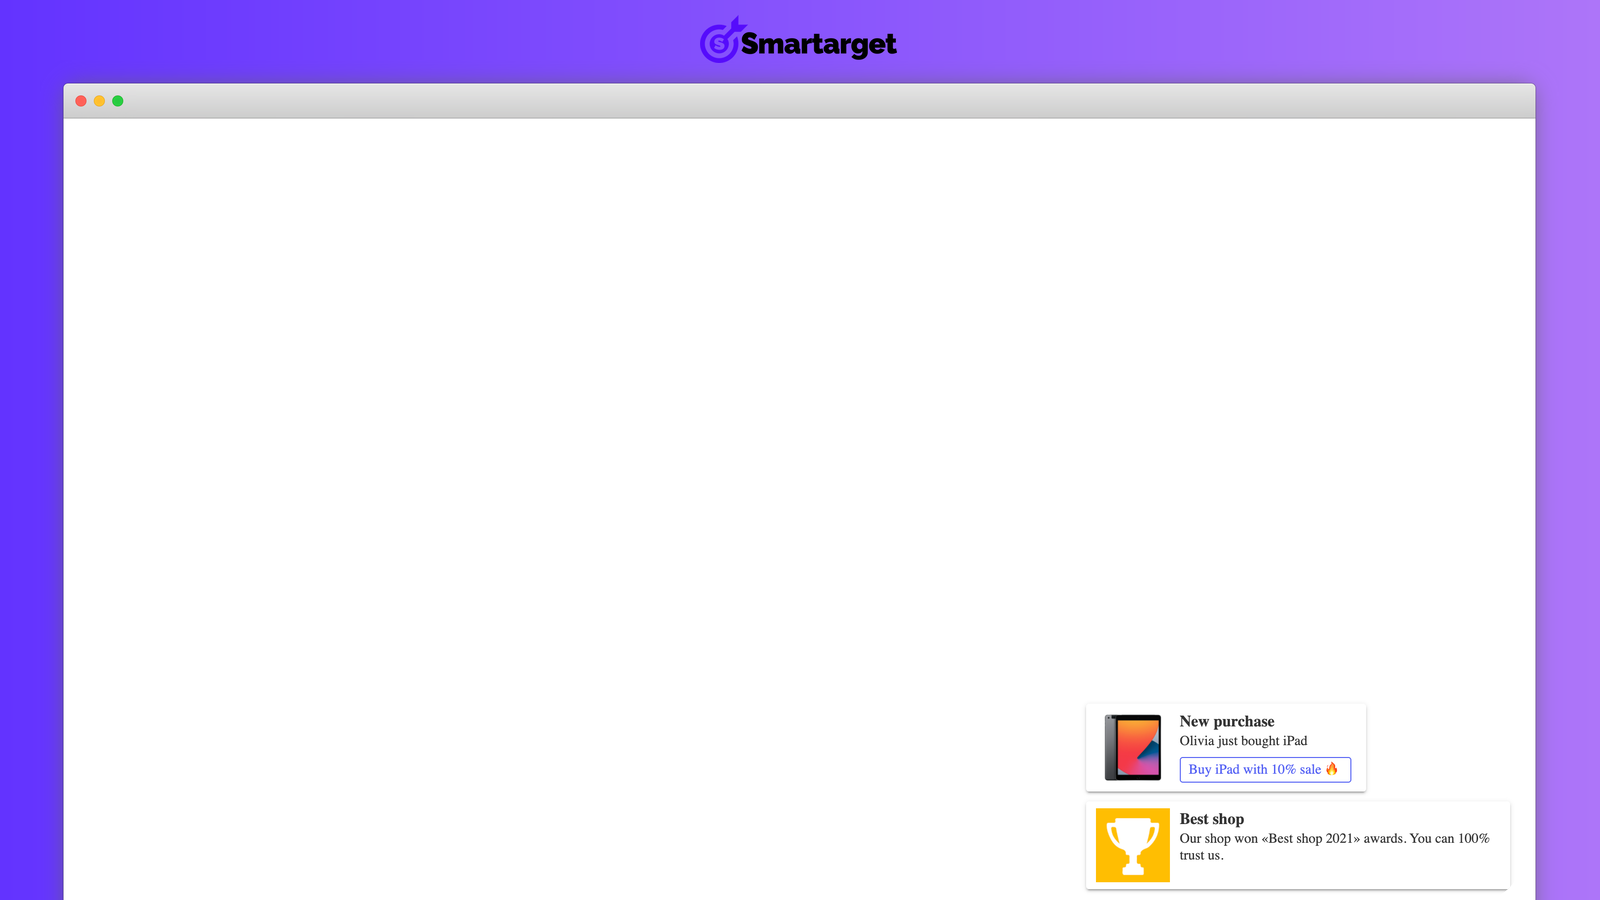 Smartarget
New purchase
Olivia just bought iPad
Buy iPad with 10% sale 🔥
Best shop
Our shop won «Best shop 2021» awards. You can 100%
trust us.